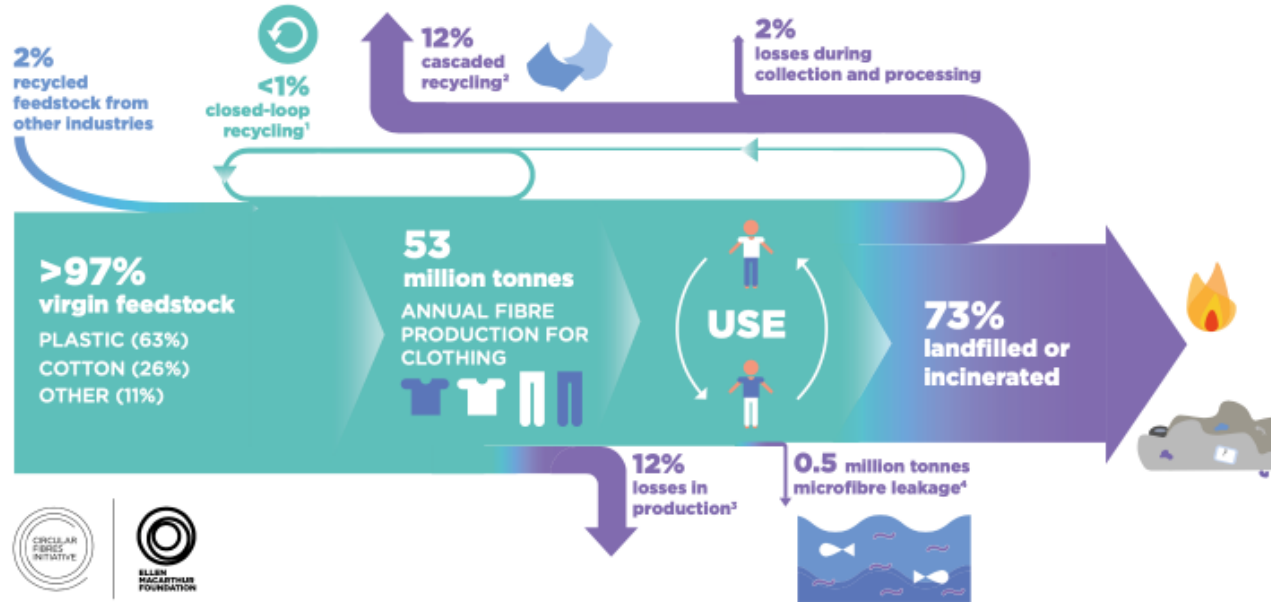 2%
recycled
feedstock from
other industries
<1%
closed-loop
recycling¹
12%
cascaded
recycling²
2%
losses during
collection and processing
>97%
virgin feedstock
PLASTIC (63%)
COTTON (26%)
OTHER (11%)
53
million tonnes
ANNUAL FIBRE
PRODUCTION FOR
CLOTHING
USE
73%
landfilled or
incinerated
12%
losses in
production³
0.5 million tonnes
microfibre leakage⁴
CIRCULAR
FIBRES
INITIATIVE
ELLEN
MACARTHUR
FOUNDATION
?